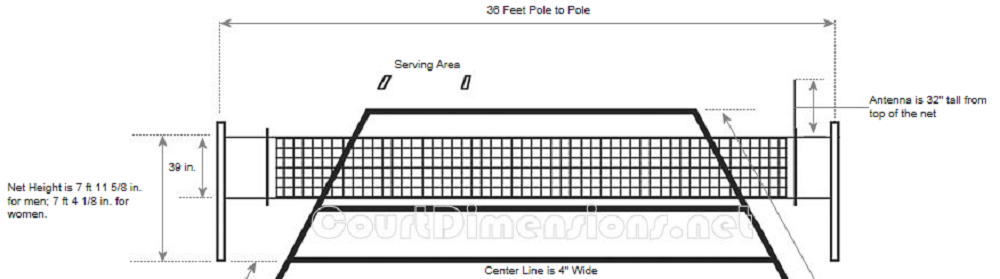 36 Feet Pole to Pole
Serving Area
Antenna is 32" tall from
top of the net
39 in.
Net Height is 7 ft 11 5/8 in.
for men; 7 ft 4 1/8 in. for
women.
CourtDimensions.net
Center Line is 4" Wide